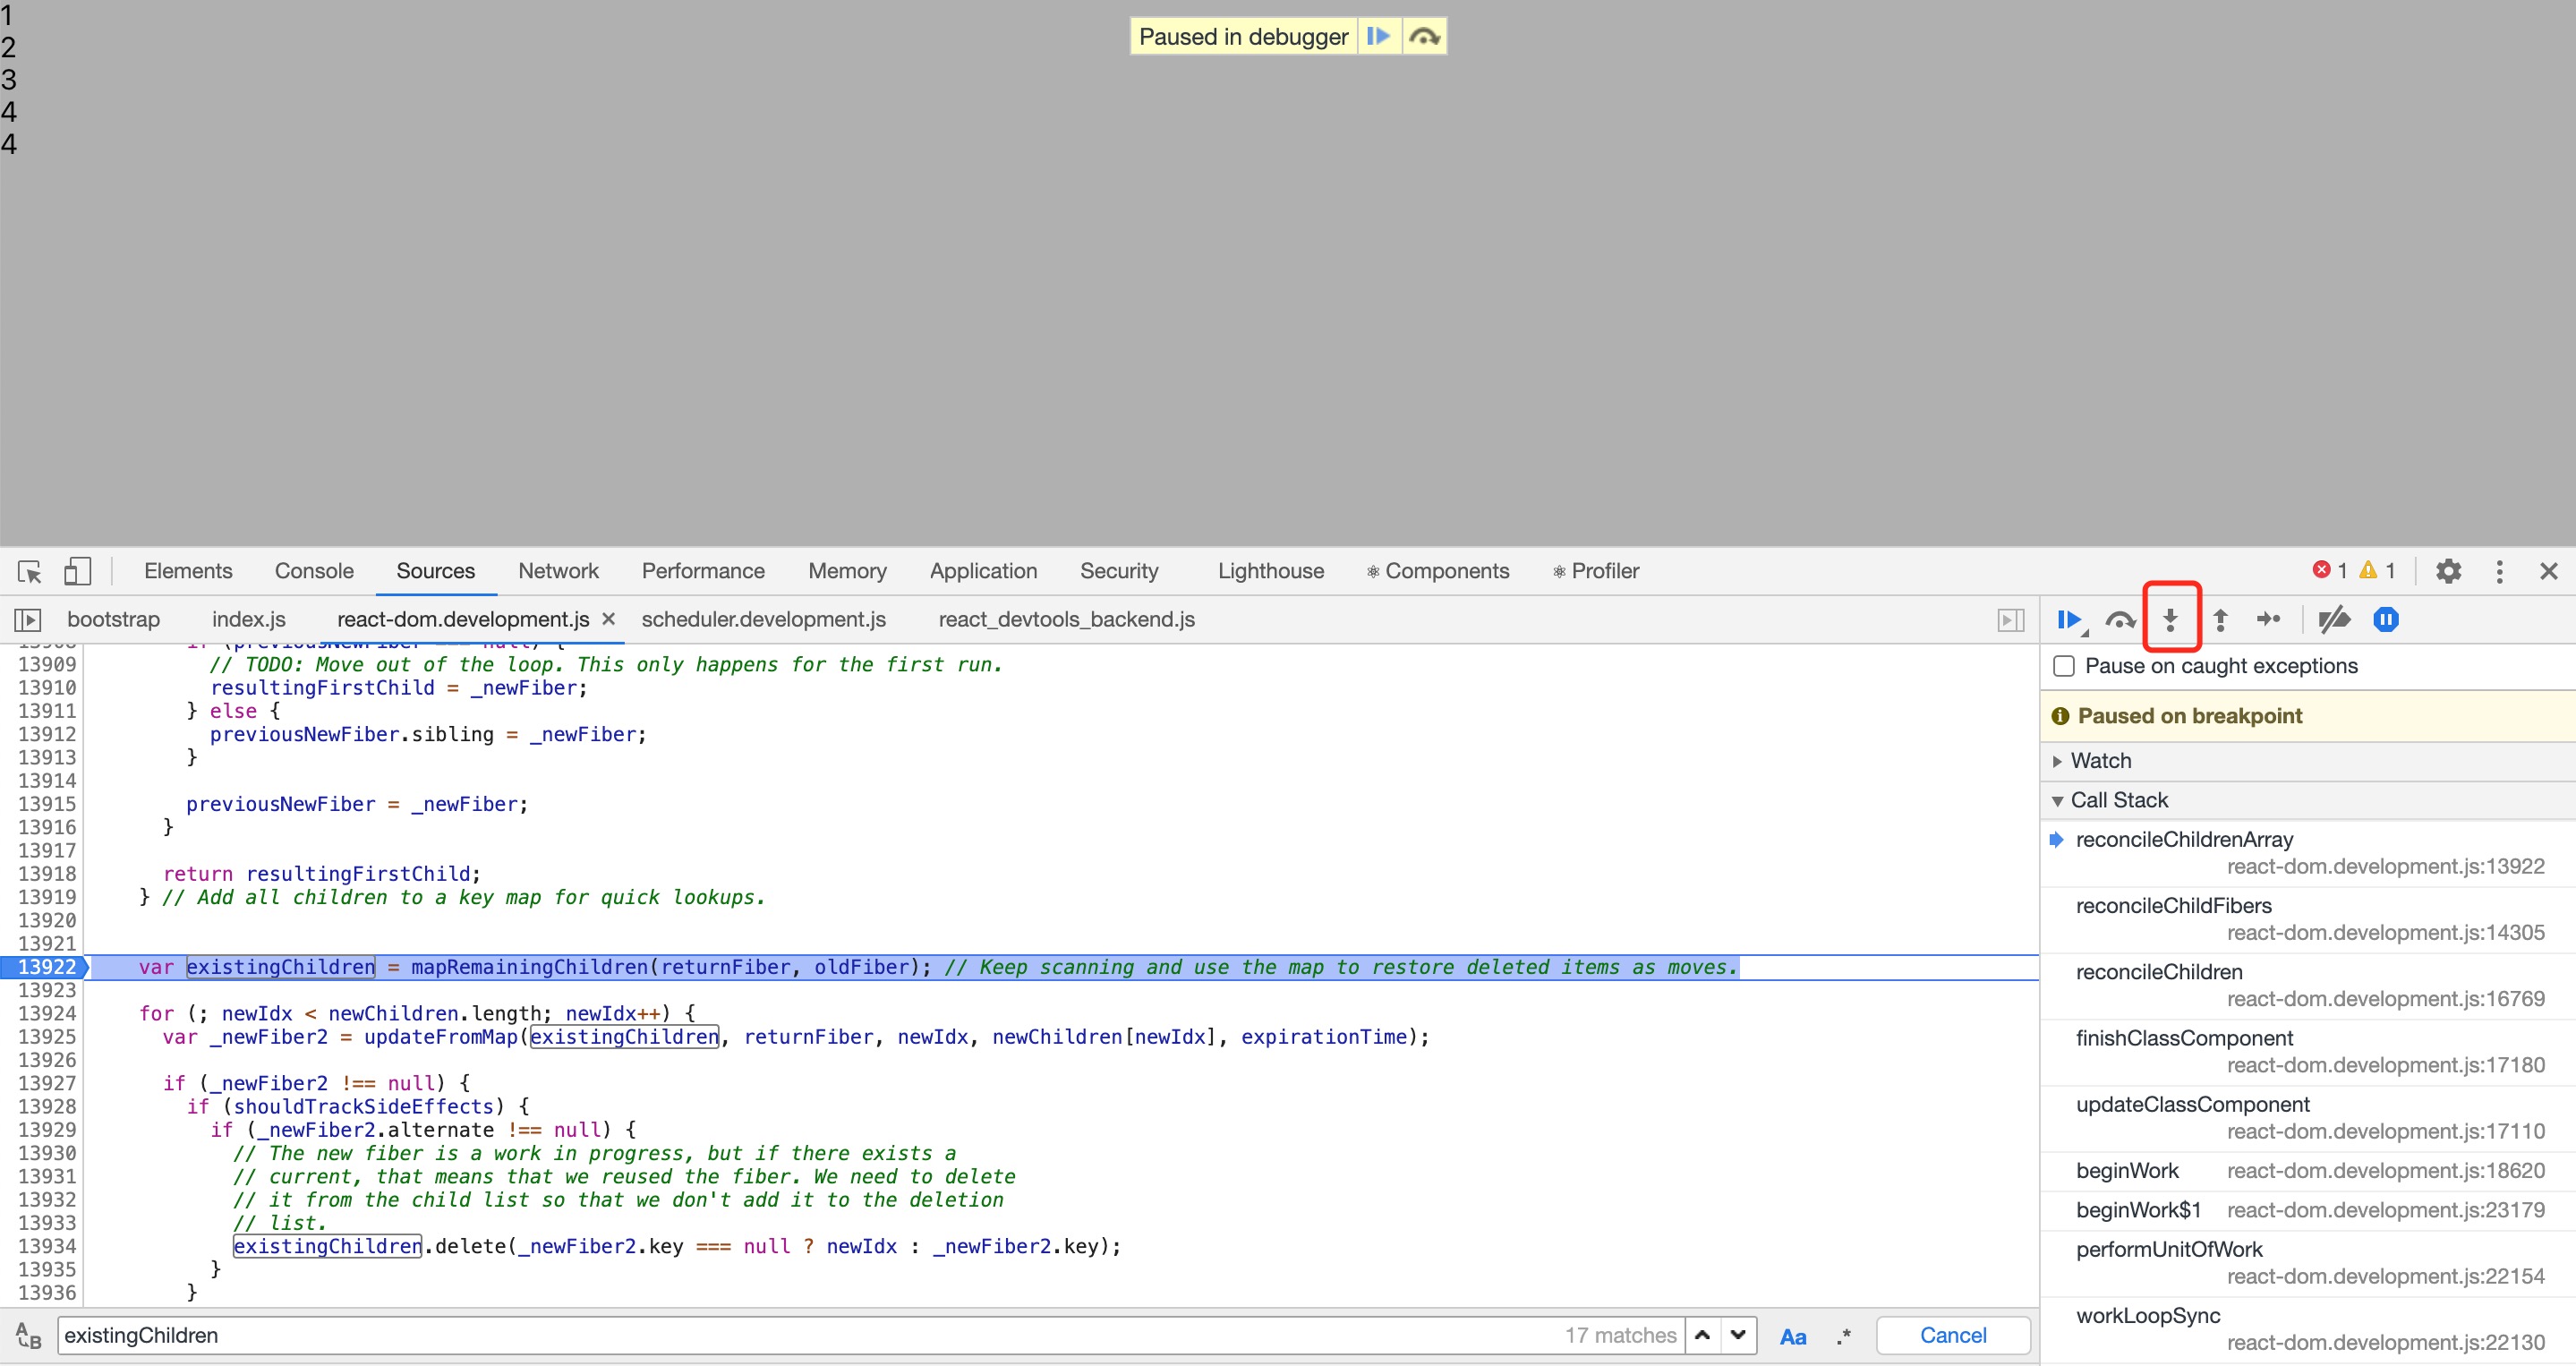 1
2
3
4
4
Paused in debugger
Elements Console Sources Network Performance Memory Application Security Lighthouse ⚛ Components ⚛ Profiler 1 1
bootstrap index.js react-dom.development.js × scheduler.development.js react_devtools_backend.js
13909 // TODO: Move out of the loop. This only happens for the first run.
13910 resultingFirstChild = _newFiber;
13911 } else {
13912 previousNewFiber.sibling = _newFiber;
13913 }
13914
13915 previousNewFiber = _newFiber;
13916 }
13917
13918 return resultingFirstChild;
13919 } // Add all children to a key map for quick lookups.
13920
13921
13922 var existingChildren = mapRemainingChildren(returnFiber, oldFiber); // Keep scanning and use the map to restore deleted items as moves.
13923
13924 for (; newIdx < newChildren.length; newIdx++) {
13925 var _newFiber2 = updateFromMap(existingChildren, returnFiber, newIdx, newChildren[newIdx], expirationTime);
13926
13927 if (_newFiber2 !== null) {
13928 if (shouldTrackSideEffects) {
13929 if (_newFiber2.alternate !== null) {
13930 // The new fiber is a work in progress, but if there exists a
13931 // current, that means that we reused the fiber. We need to delete
13932 // it from the child list so that we don't add it to the deletion
13933 // list.
13934 existingChildren.delete(_newFiber2.key === null ? newIdx : _newFiber2.key);
13935 }
13936 }
existingChildren 17 matches Aa .* Cancel
Pause on caught exceptions
Paused on breakpoint
Watch
Call Stack
reconcileChildrenArray
react-dom.development.js:13922
reconcileChildFibers
react-dom.development.js:14305
reconcileChildren
react-dom.development.js:16769
finishClassComponent
react-dom.development.js:17180
updateClassComponent
react-dom.development.js:17110
beginWork react-dom.development.js:18620
beginWork$1 react-dom.development.js:23179
performUnitOfWork
react-dom.development.js:22154
workLoopSync
react-dom.development.js:22130